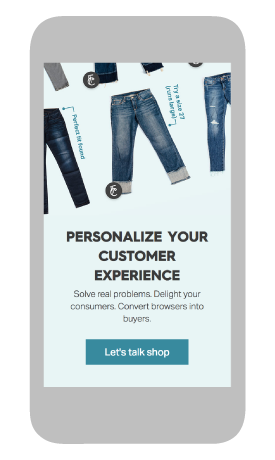 Perfect fit found
Try a size 27
(runs large)
PERSONALIZE YOUR
CUSTOMER
EXPERIENCE
Solve real problems. Delight your
consumers. Convert browsers into
buyers.
Let's talk shop